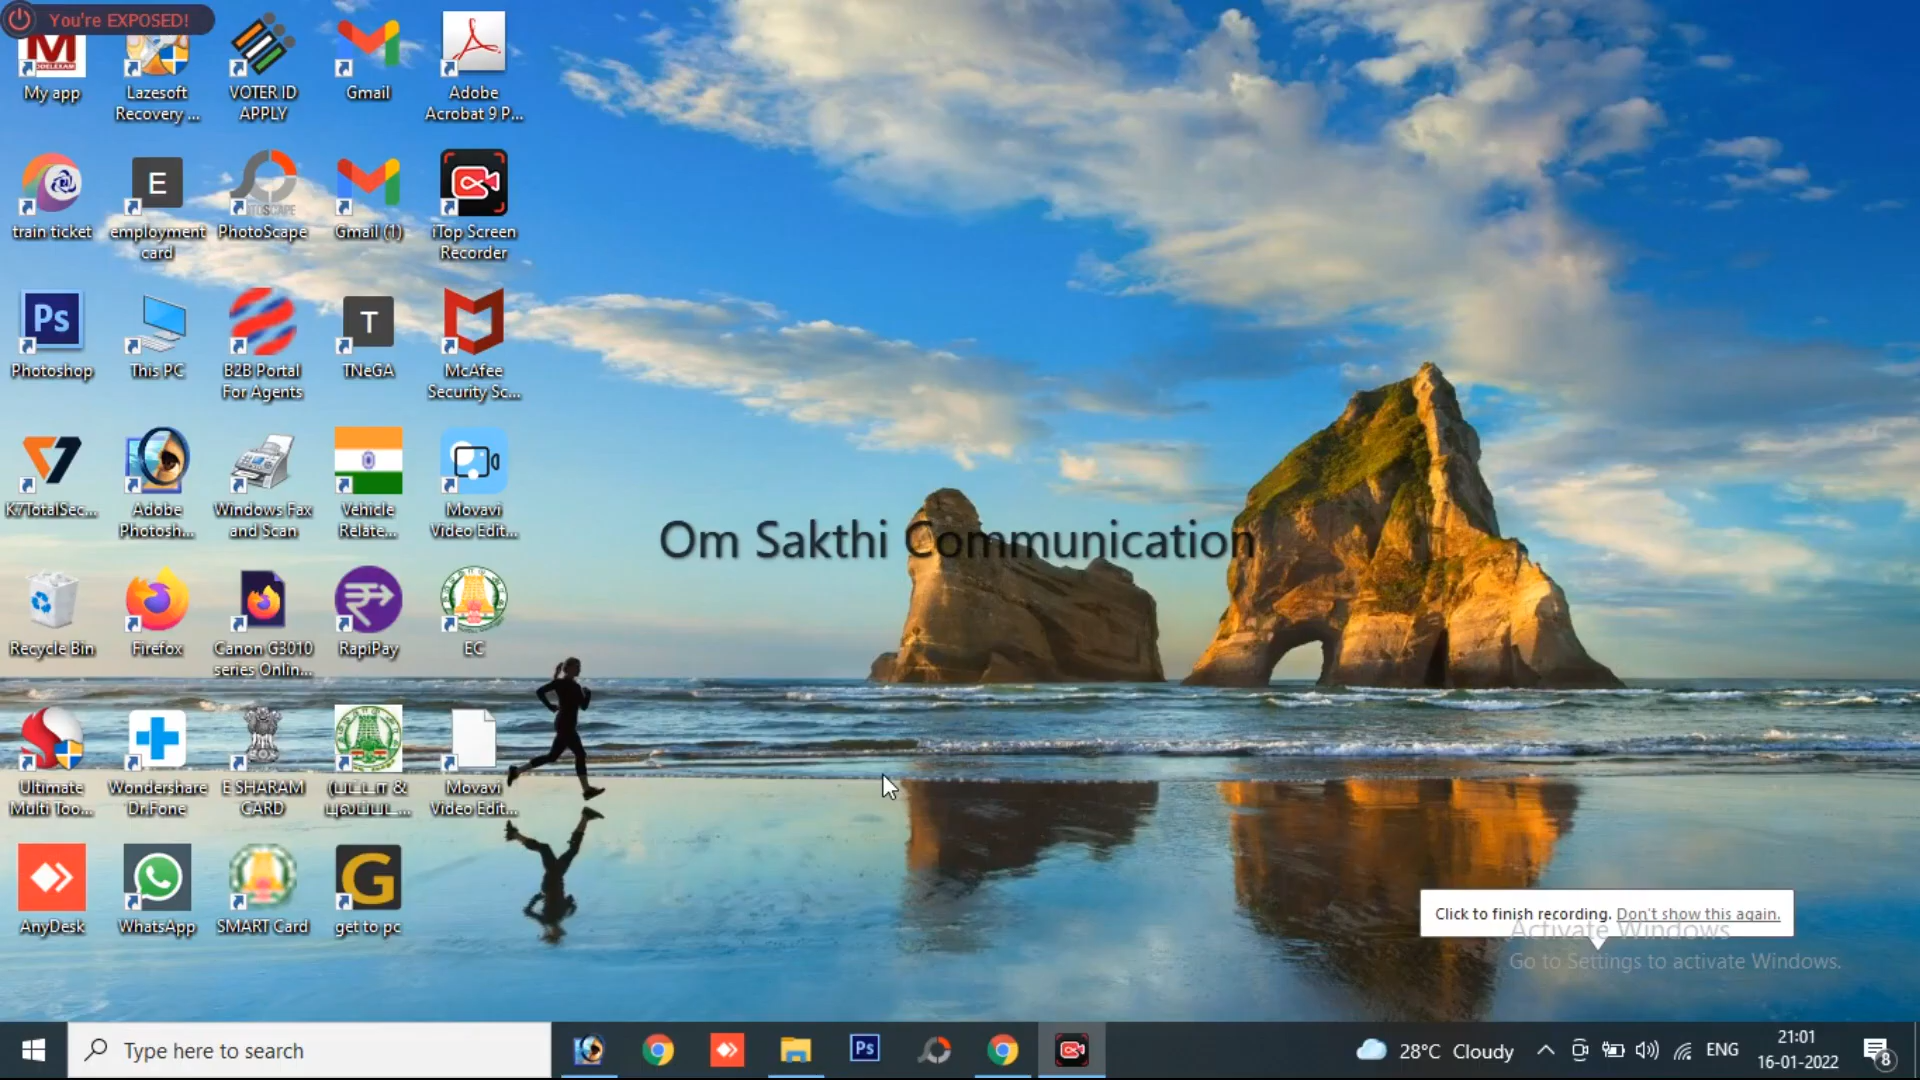 You're EXPOSED!
My app
Lazesoft
Recovery ...
VOTER ID
APPLY
Gmail
Adobe
Acrobat 9 P...
train ticket
E
employment
card
PhotoScape
Gmail (1)
iTop Screen
Recorder
Ps
Photoshop
This PC
B2B Portal
For Agents
T
TNeGA
McAfee
Security Sc...
K7TotalSec...
Adobe
Photosh...
Windows Fax
and Scan
Vehicle
Relate...
Movavi
Video Edit...
Om Sakthi Communication
Recycle Bin
Firefox
Canon G3010
series Onlin...
RapiPay
EC
Ultimate
Multi Too...
Wondershare
Dr.Fone
E SHARAM
CARD
(பட்டா &
புலப்பட...
Movavi
Video Edit...
AnyDesk
WhatsApp
SMART Card
G
get to pc
Click to finish recording. Don't show this again.
Activate Windows
Go to Settings to activate Windows.
Type here to search
Ps
28°C Cloudy
ENG
21:01
16-01-2022
8